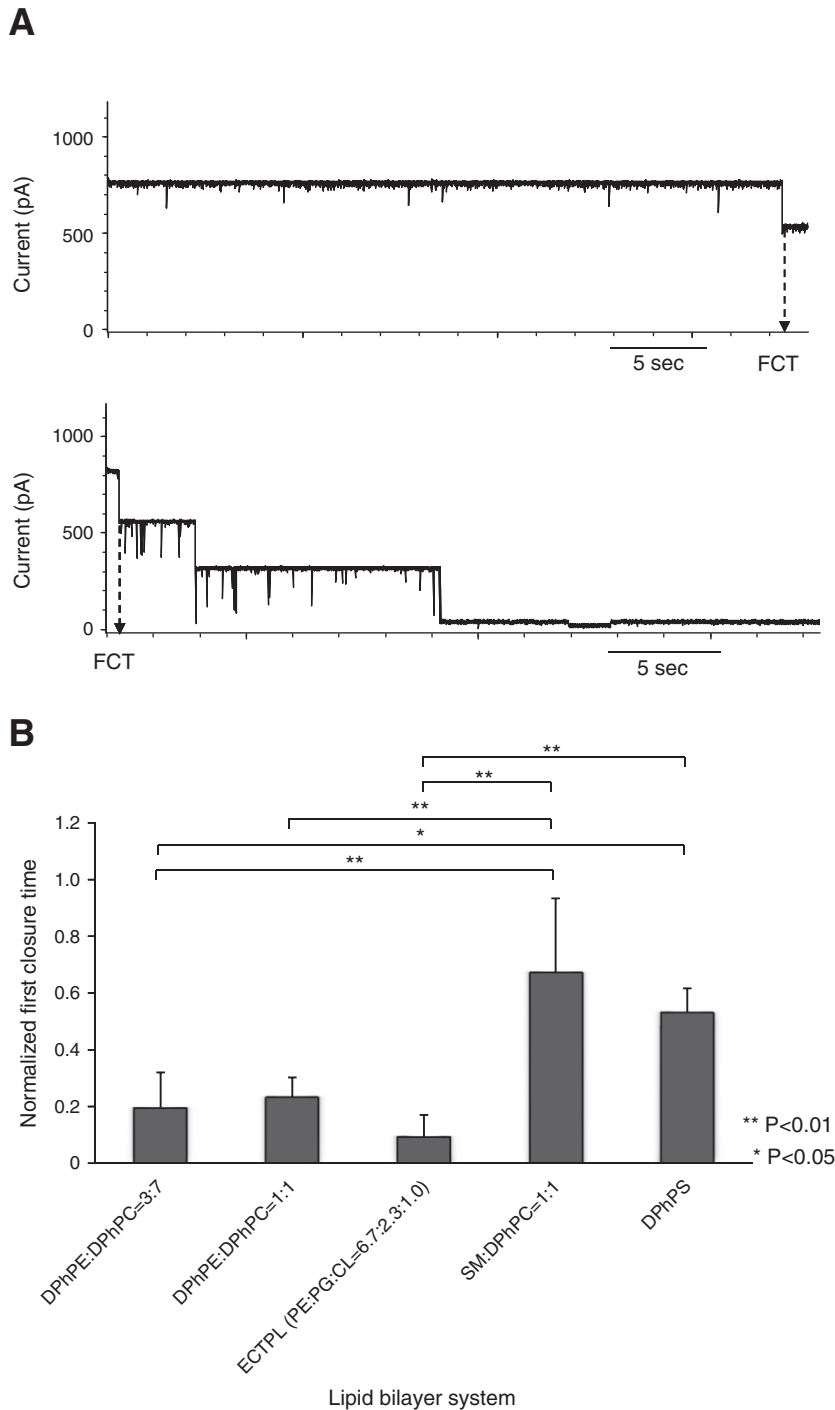 A
1000
500
0
Current (pA)
5 sec
FCT
1000
500
0
Current (pA)
FCT
5 sec
B
**
**
**
*
**
1.2
1.0
0.8
0.6
0.4
0.2
0
Normalized first closure time
** P<0.01
* P<0.05
DPhPE:DPhPC=3:7
DPhPE:DPhPC=1:1
ECTPL (PE:PG:CL=6.7:2.3:1.0)
SM:DPhPC=1:1
DPhPS
Lipid bilayer system